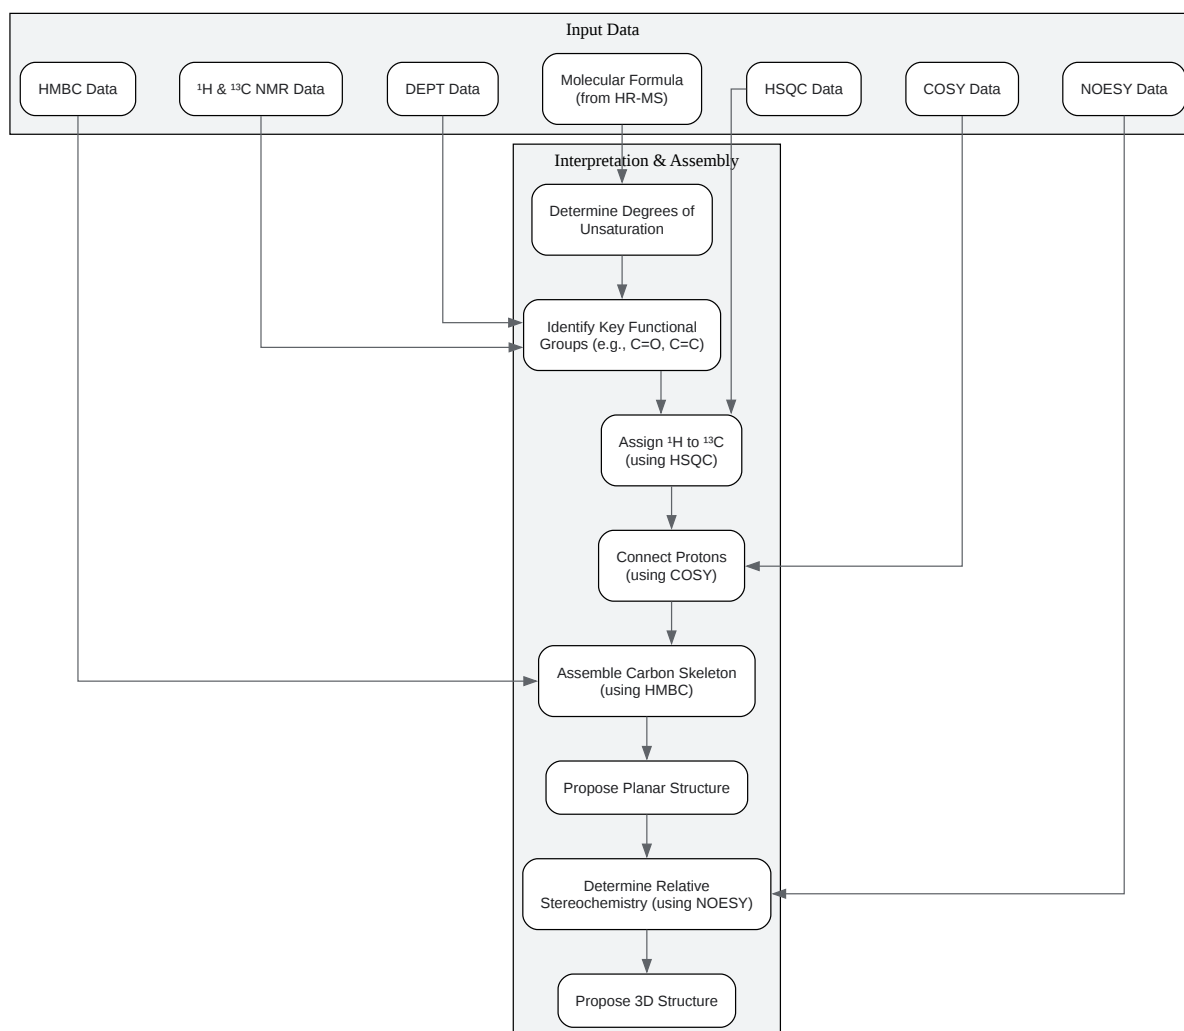 Input Data
HMBC Data
¹H & ¹³C NMR Data
DEPT Data
Molecular Formula
(from HR-MS)
HSQC Data
COSY Data
NOESY Data
Interpretation & Assembly
Determine Degrees of
Unsaturation
Identify Key Functional
Groups (e.g., C=O, C=C)
Assign ¹H to ¹³C
(using HSQC)
Connect Protons
(using COSY)
Assemble Carbon Skeleton
(using HMBC)
Propose Planar Structure
Determine Relative
Stereochemistry (using NOESY)
Propose 3D Structure